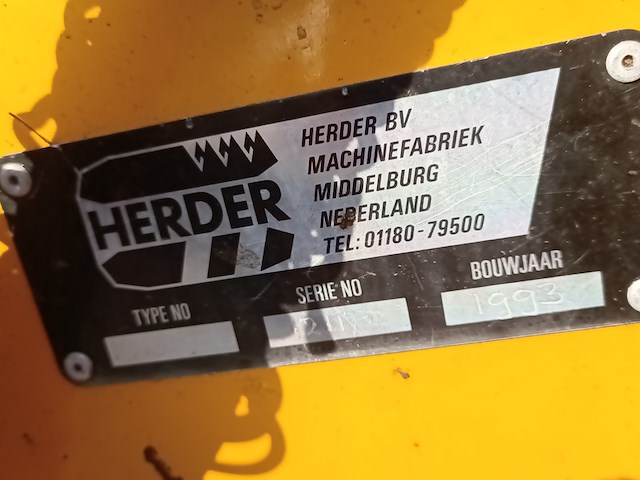 HERDER
HERDER BV
MACHINEFABRIEK
MIDDELBURG
NEDERLAND
TEL: 01180-79500
TYPE NO
SERIE NO
BOUWJAAR
1993